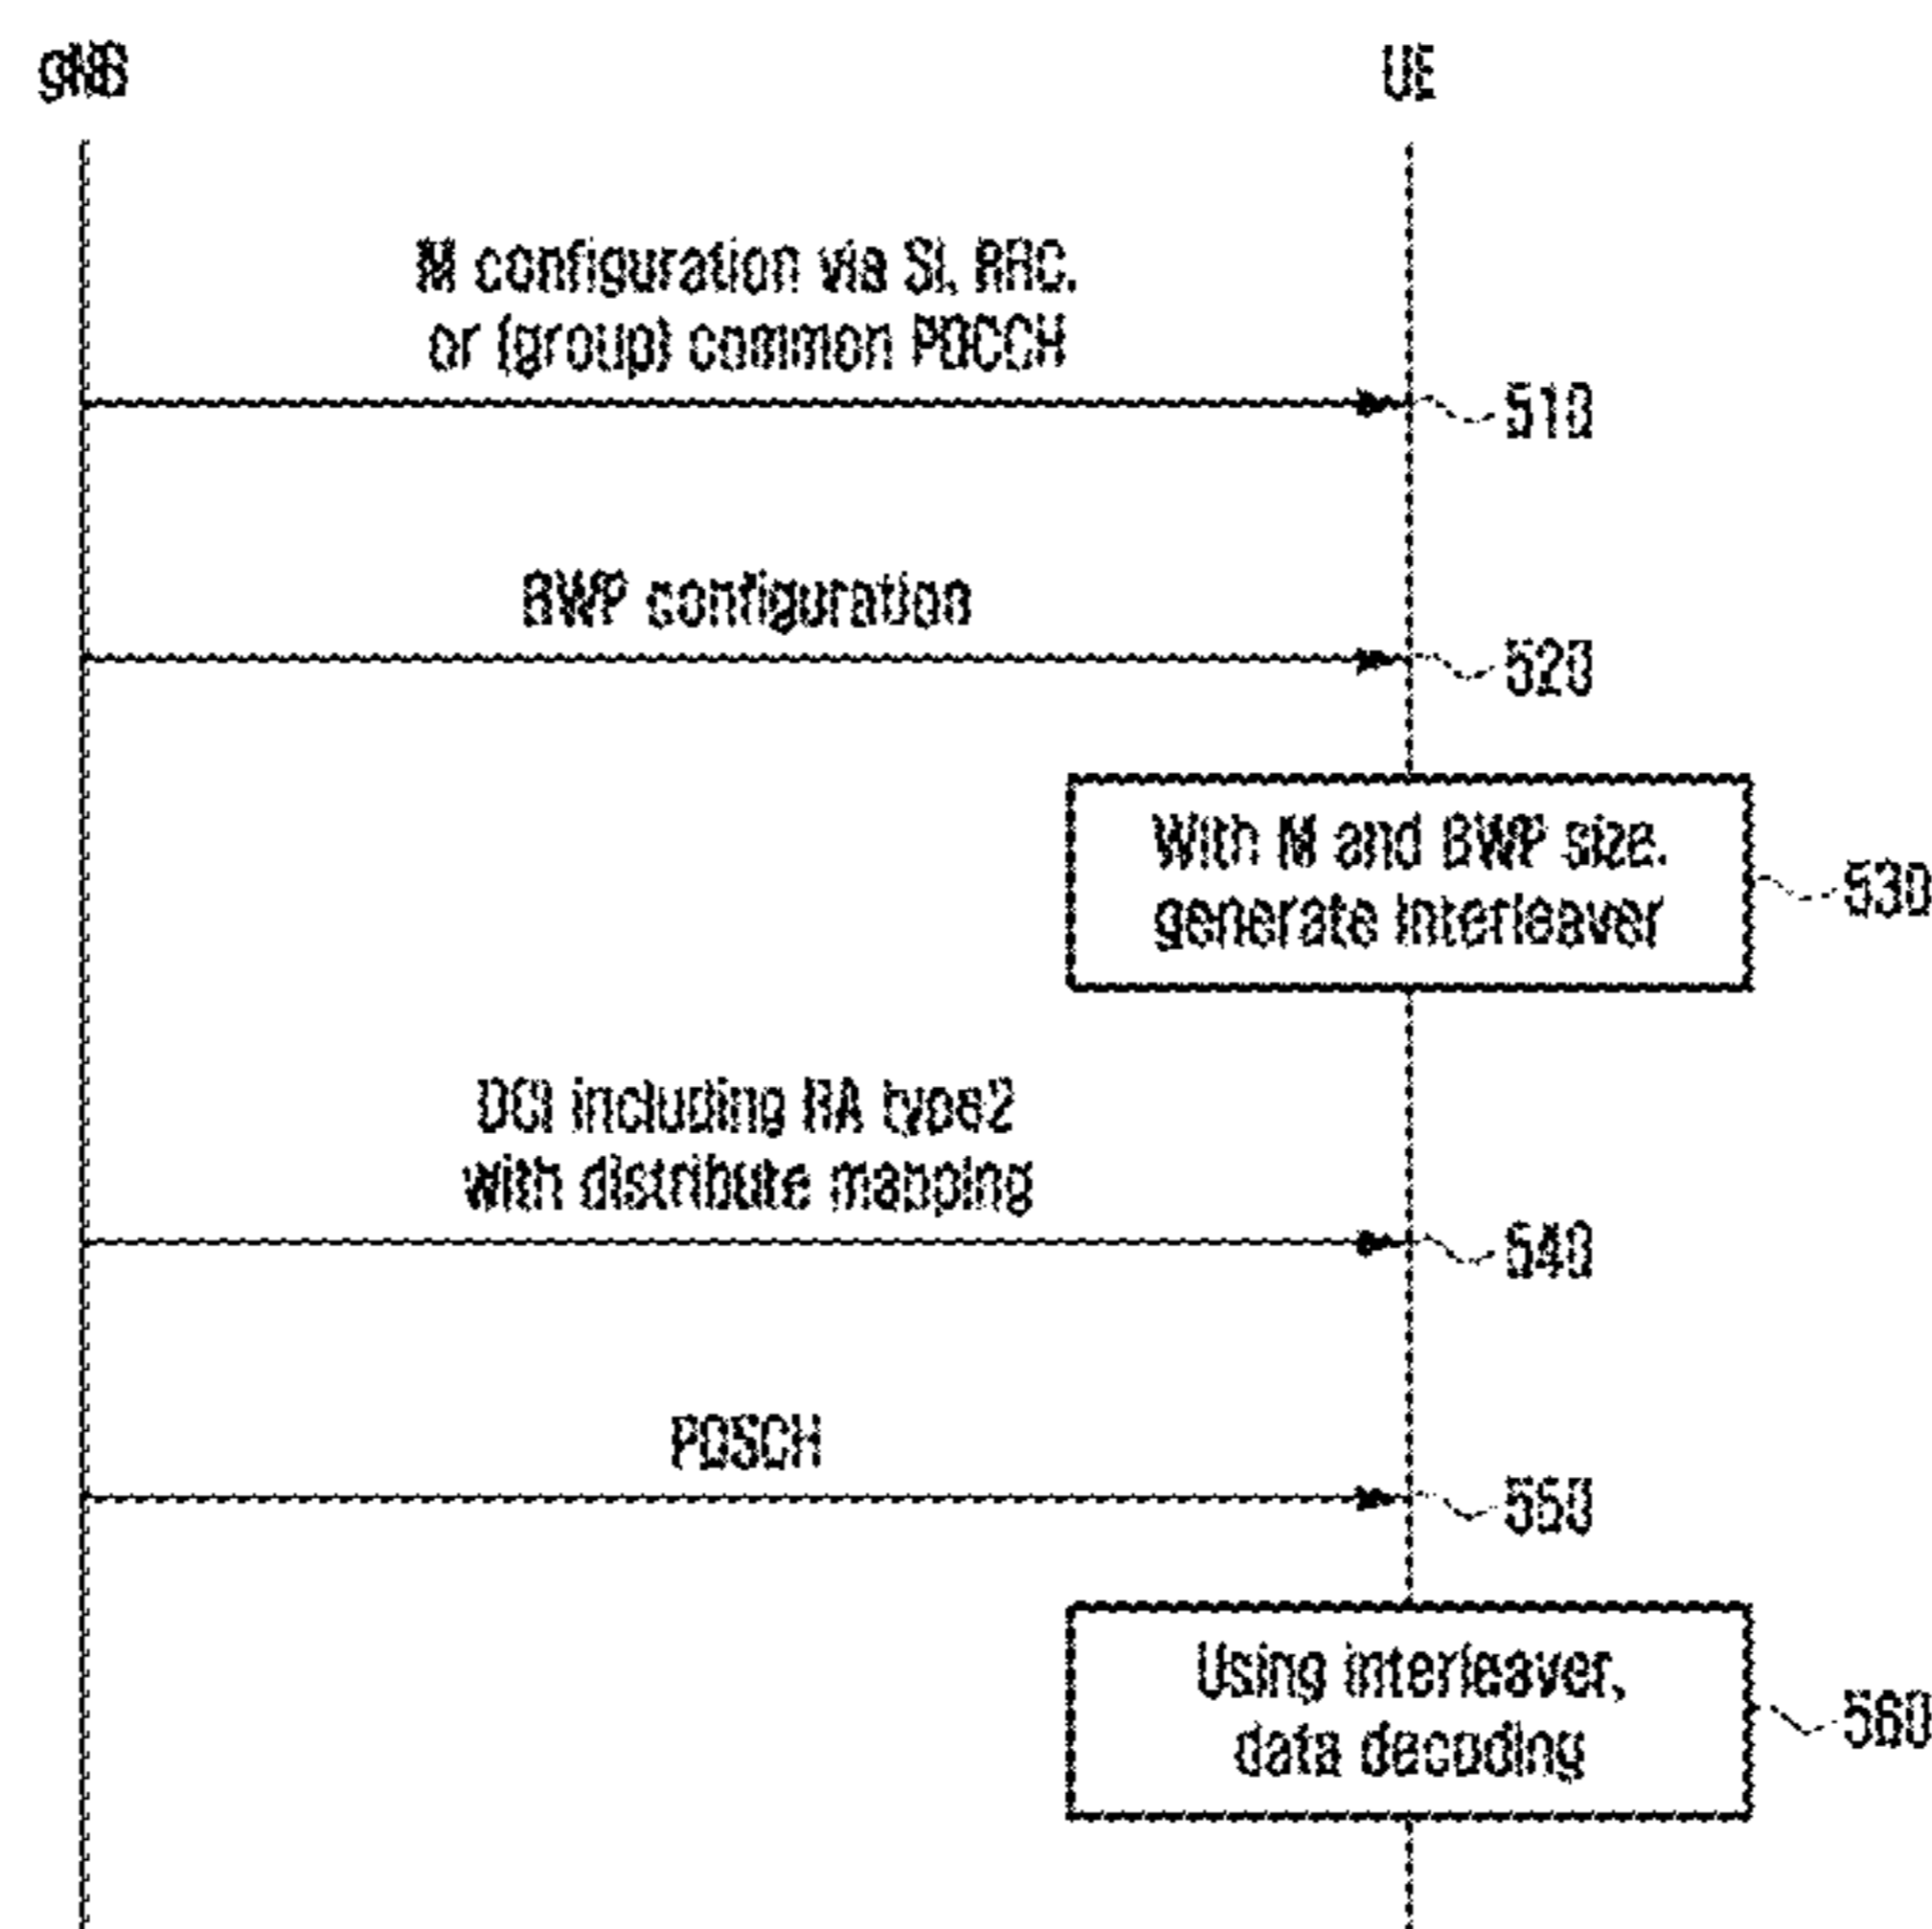 gNB
UE
M configuration via SI, RRC,
or (group) common PDCCH
510
BWP configuration
520
With M and BWP size,
generate interleaver
530
DCI including RA type2
with distribute mapping
540
PDSCH
550
Using interleaver,
data decoding
560